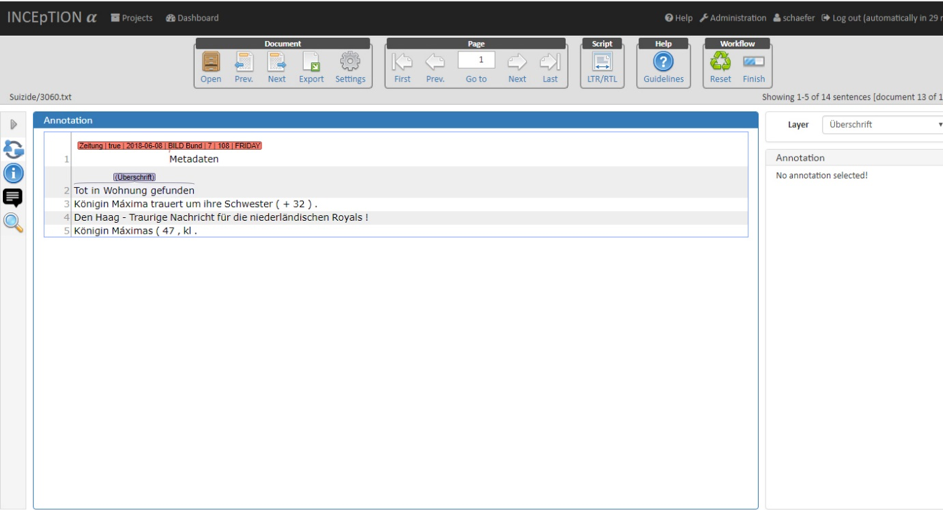 INCEpTION α Projects Dashboard Help Administration schaefer Log out (automatically in 29
Document Page Script Help Workflow
1
Open Prev. Next Export Settings First Prev. Go to Next Last LTR/RTL Guidelines Reset Finish
Suizide/3060.txt Showing 1-5 of 14 sentences [document 13 of 1
Annotation
Layer Überschrift
Zeitung | true | 2018-06-08 | BILD Bund | 7 | 108 | FRIDAY
1 Metadaten
Annotation
No annotation selected!
(Überschrift)
2 Tot in Wohnung gefunden
3 Königin Máxima trauert um ihre Schwester ( + 32 ) .
4 Den Haag - Traurige Nachricht für die niederländischen Royals !
5 Königin Máximas ( 47 , kl .